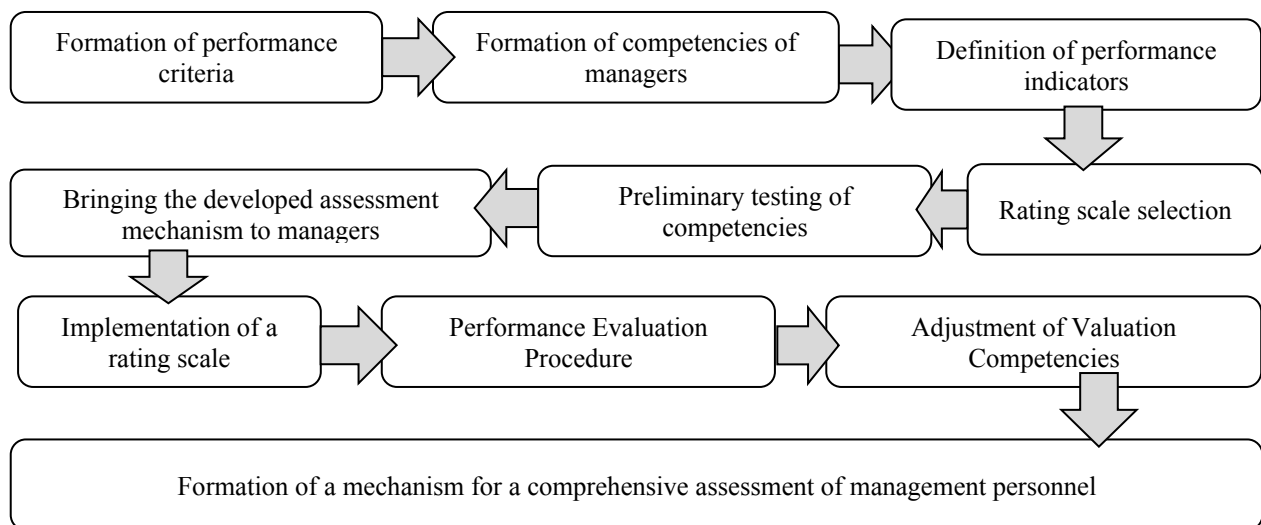 Formation of performance
criteria
Formation of competencies of
managers
Definition of performance
indicators
Bringing the developed assessment
mechanism to managers
Preliminary testing of
competencies
Rating scale selection
Implementation of a
rating scale
Performance Evaluation
Procedure
Adjustment of Valuation
Competencies
Formation of a mechanism for a comprehensive assessment of management personnel